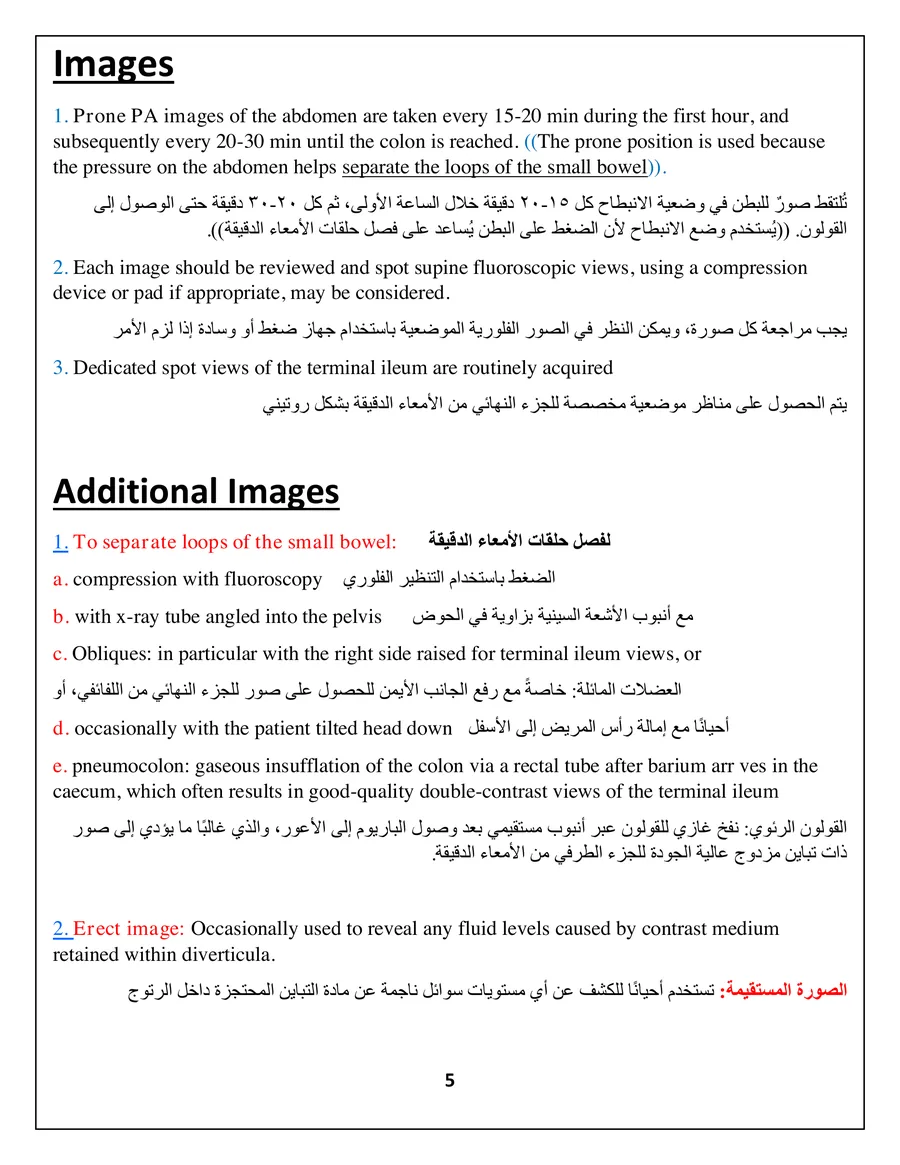 Images
1. Prone PA images of the abdomen are taken every 15-20 min during the first hour, and
subsequently every 20-30 min until the colon is reached. ((The prone position is used because
the pressure on the abdomen helps separate the loops of the small bowel)).
تُلتقط صورٌ للبطن في وضعية الانبطاح كل ١٥-٢٠ دقيقة خلال الساعة الأولى، ثم كل ٢٠-٣٠ دقيقة حتى الوصول إلى
القولون. ((يُستخدم وضع الانبطاح لأن الضغط على البطن يُساعد على فصل حلقات الأمعاء الدقيقة)).
2. Each image should be reviewed and spot supine fluoroscopic views, using a compression
device or pad if appropriate, may be considered.
يجب مراجعة كل صورة، ويمكن النظر في الصور الفلورية الموضعية باستخدام جهاز ضغط أو وسادة إذا لزم الأمر
3. Dedicated spot views of the terminal ileum are routinely acquired
يتم الحصول على مناظر موضعية مخصصة للجزء النهائي من الأمعاء الدقيقة بشكل روتيني
Additional Images
1. To separate loops of the small bowel: لفصل حلقات الأمعاء الدقيقة
a. compression with fluoroscopy الضغط باستخدام التنظير الفلوري
b. with x-ray tube angled into the pelvis مع أنبوب الأشعة السينية بزاوية في الحوض
c. Obliques: in particular with the right side raised for terminal ileum views, or
العضلات المائلة: خاصةً مع رفع الجانب الأيمن للحصول على صور للجزء النهائي من اللفائفي، أو
d. occasionally with the patient tilted head down أحيانًا مع إمالة رأس المريض إلى الأسفل
e. pneumocolon: gaseous insufflation of the colon via a rectal tube after barium arr ves in the
caecum, which often results in good-quality double-contrast views of the terminal ileum
القولون الرئوي: نفخ غازي للقولون عبر أنبوب مستقيمي بعد وصول الباريوم إلى الأعور، والذي غالبًا ما يؤدي إلى صور
ذات تباين مزدوج عالية الجودة للجزء الطرفي من الأمعاء الدقيقة.
2. Erect image: Occasionally used to reveal any fluid levels caused by contrast medium
retained within diverticula.
الصورة المستقيمة: تستخدم أحيانًا للكشف عن أي مستويات سوائل ناجمة عن مادة التباين المحتجزة داخل الرتوج
5